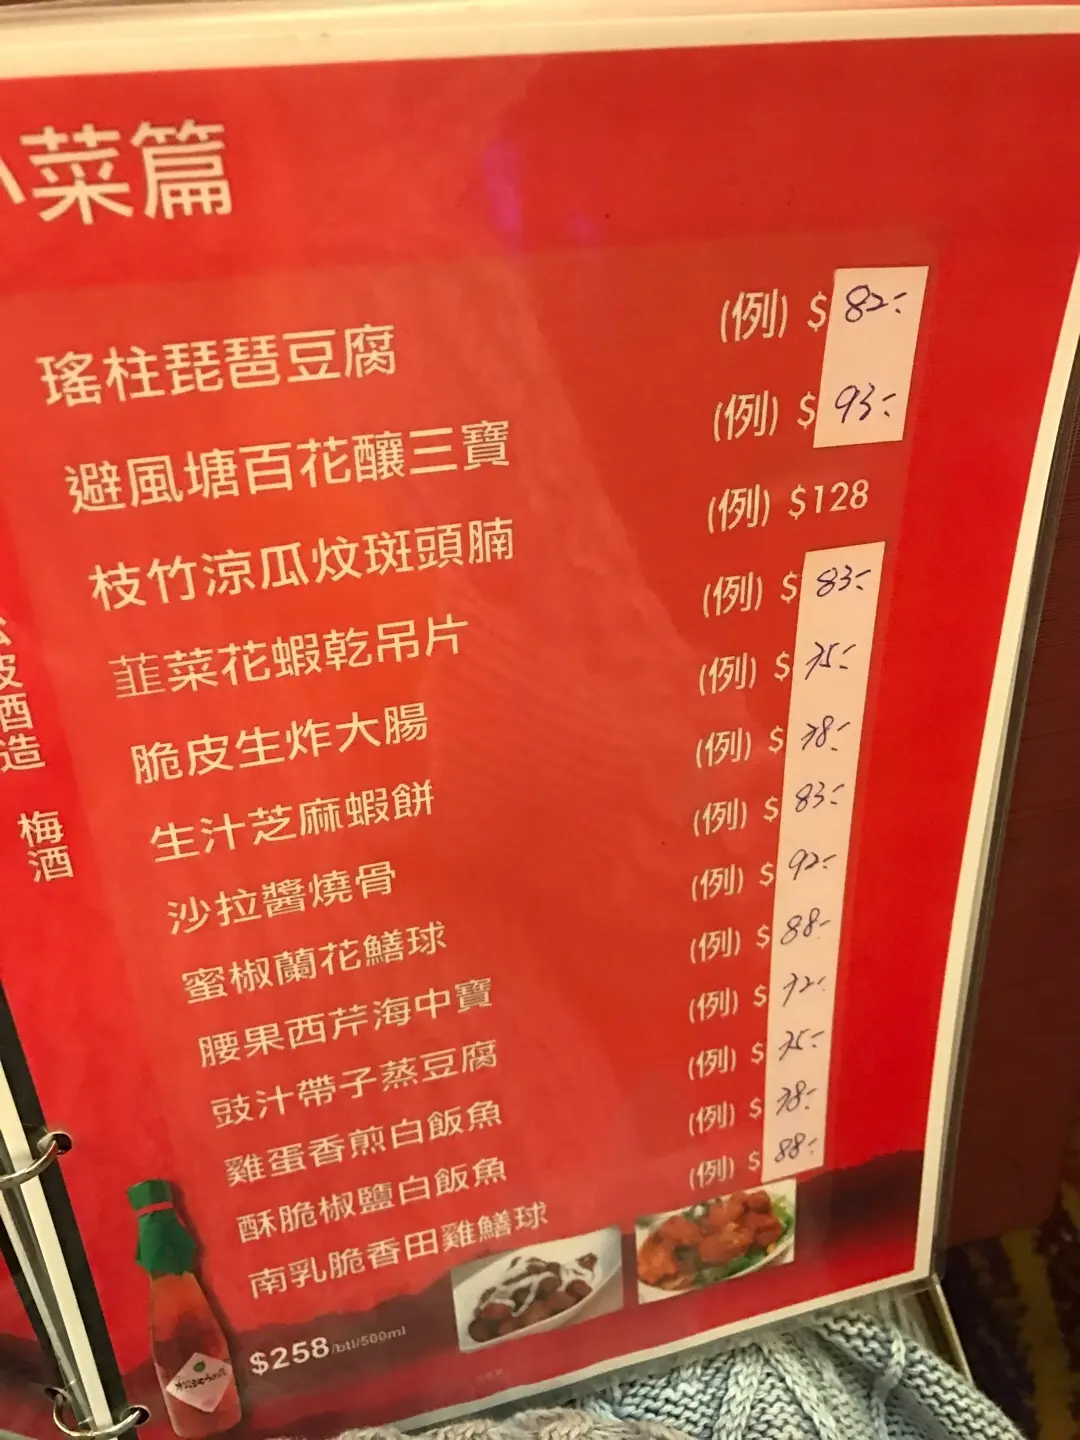 菜篇
瑤柱琵琶豆腐 (例) $ 82-
避風塘百花釀三寶 (例) $ 93-
枝竹涼瓜炆斑頭腩 (例) $128
韮菜花蝦乾吊片 (例) $ 83-
脆皮生炸大腸 (例) $ 75-
生汁芝麻蝦餅 (例) $ 78-
沙拉醬燒骨 (例) $ 83-
蜜椒蘭花鱔球 (例) $ 92-
腰果西芹海中寶 (例) $ 88-
豉汁帶子蒸豆腐 (例) $ 72-
雞蛋香煎白飯魚 (例) $ 75-
酥脆椒鹽白飯魚 (例) $ 78-
南乳脆香田雞鱔球 (例) $ 88-
皮酒造 梅酒
$258/btl/500ml